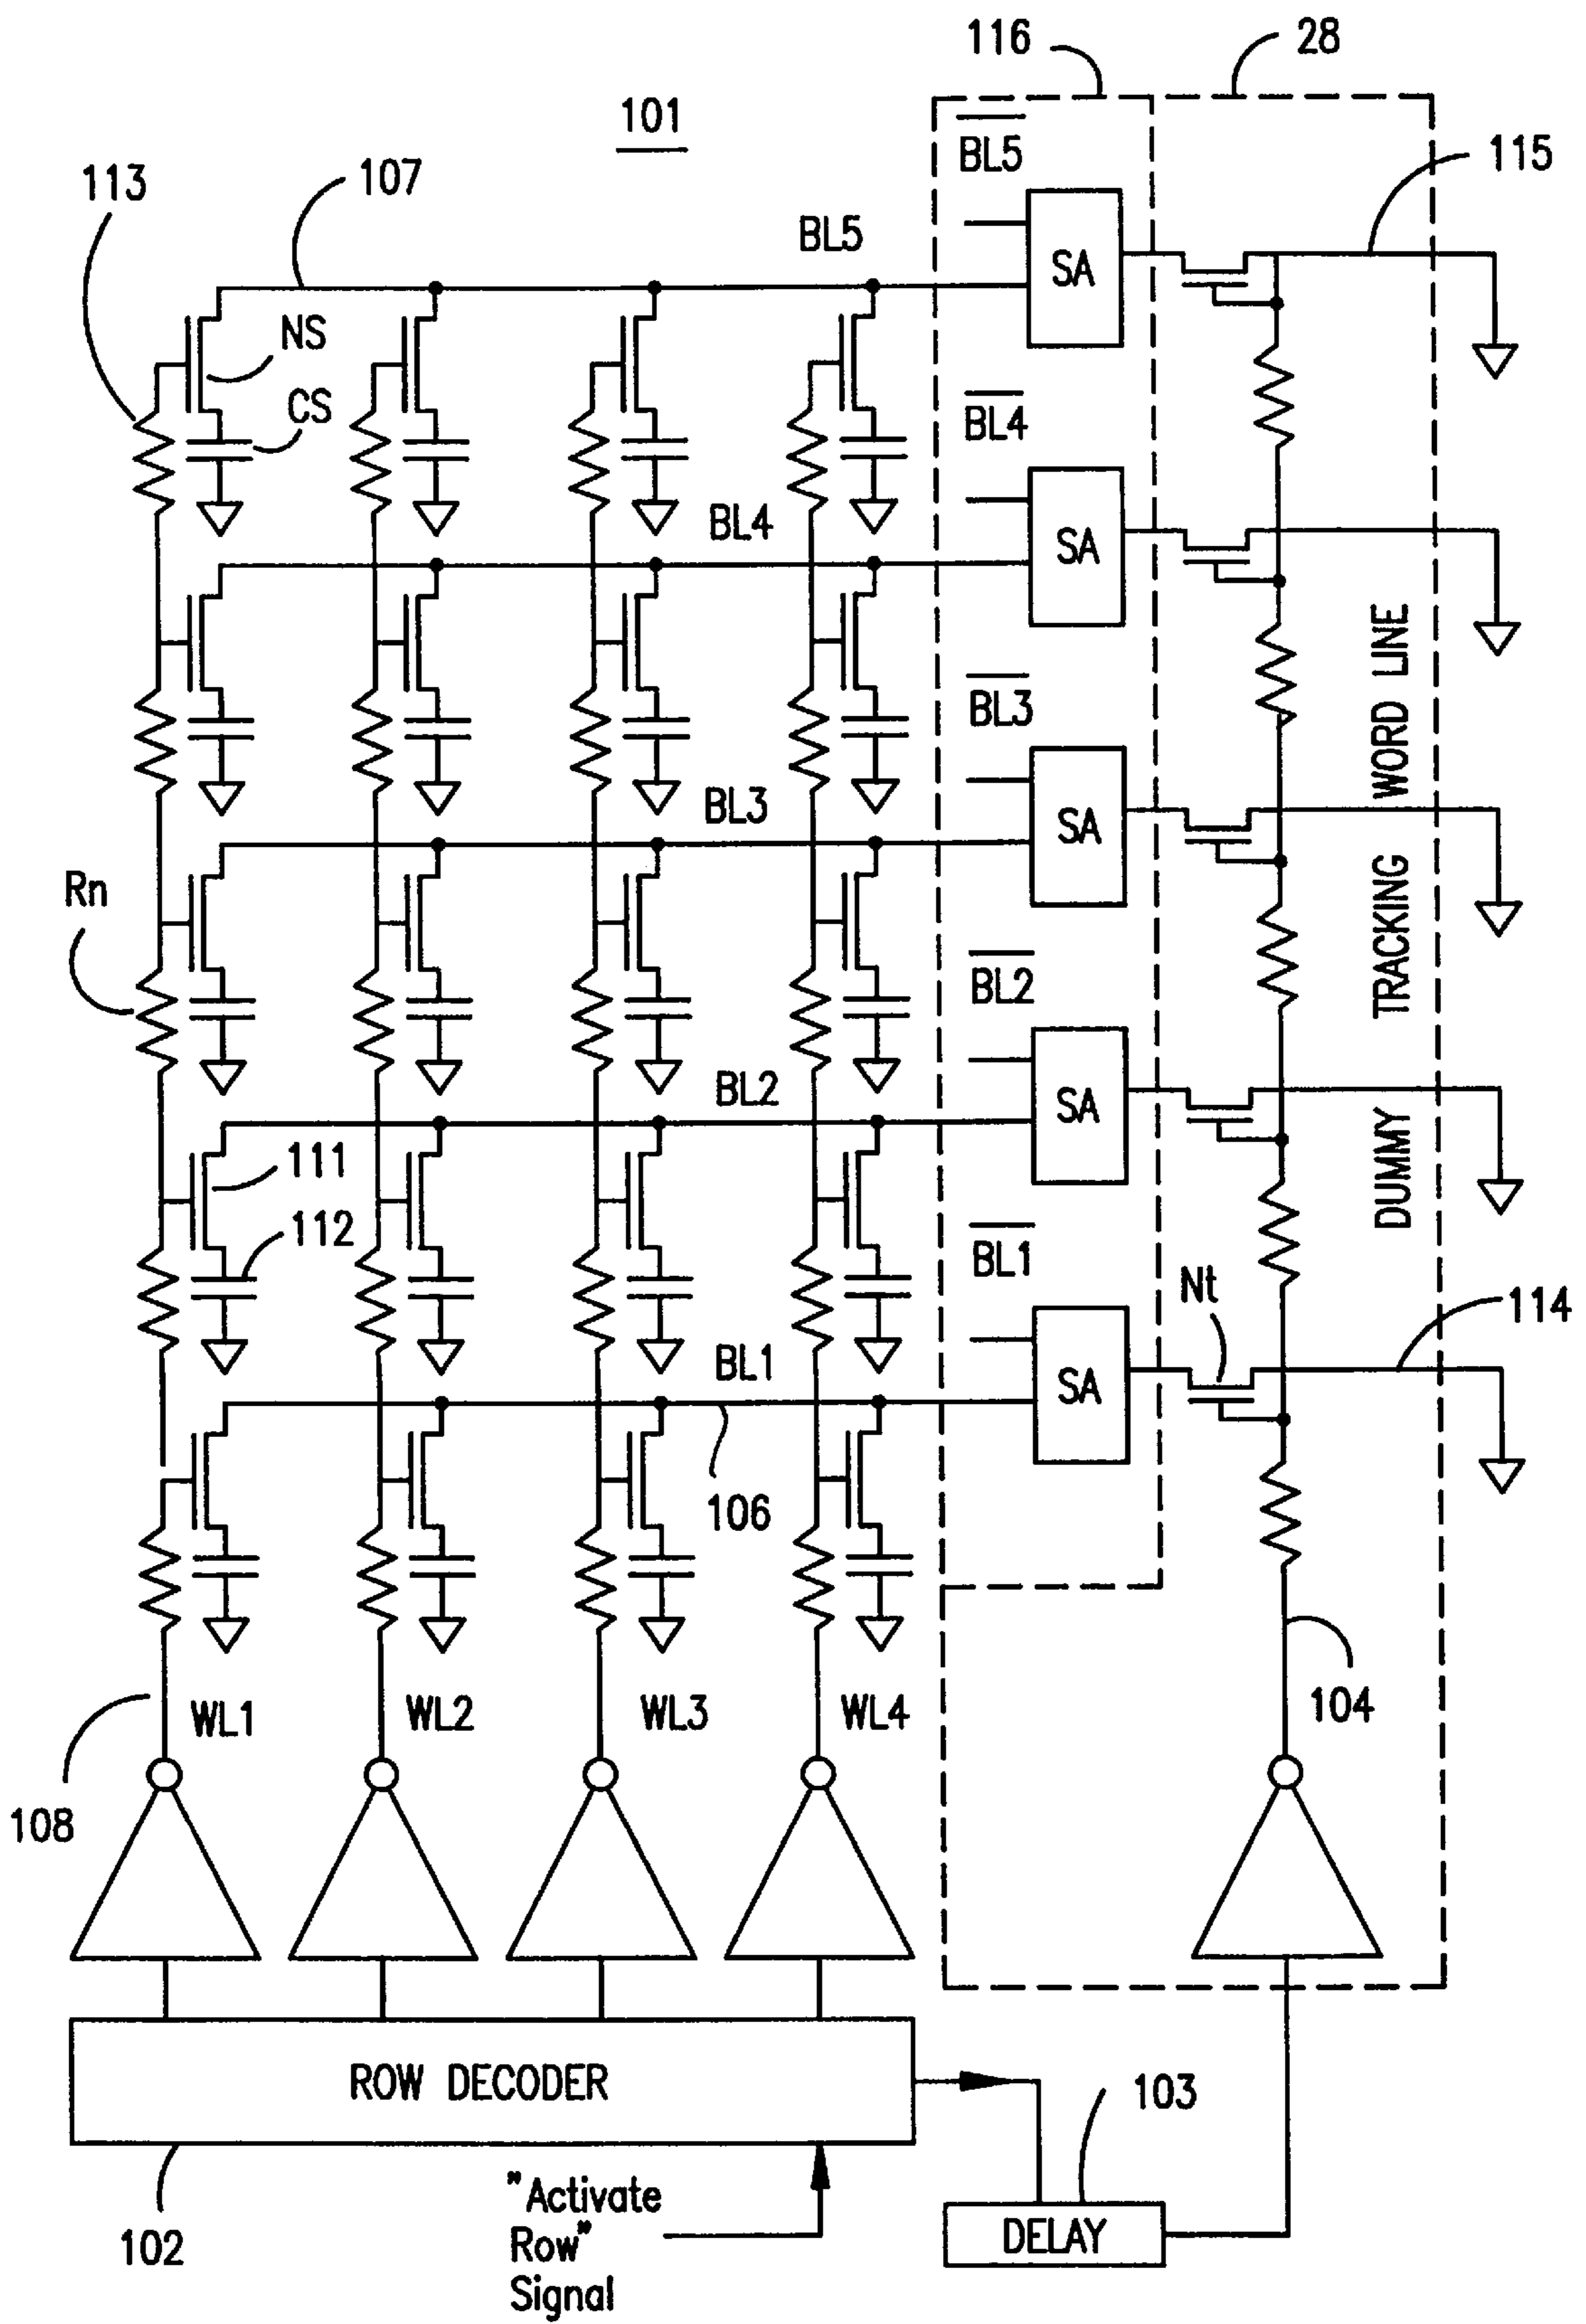 116
28
101
BL5
115
113
107
BL5
SA
NS
CS
BL4
BL4
SA
WORD LINE
BL3
BL3
SA
Rn
TRACKING
BL2
BL2
SA
111
DUMMY
112
BL1
Nt
114
BL1
SA
106
104
WL1
WL2
WL3
WL4
108
ROW DECODER
103
102
"Activate
Row"
Signal
DELAY